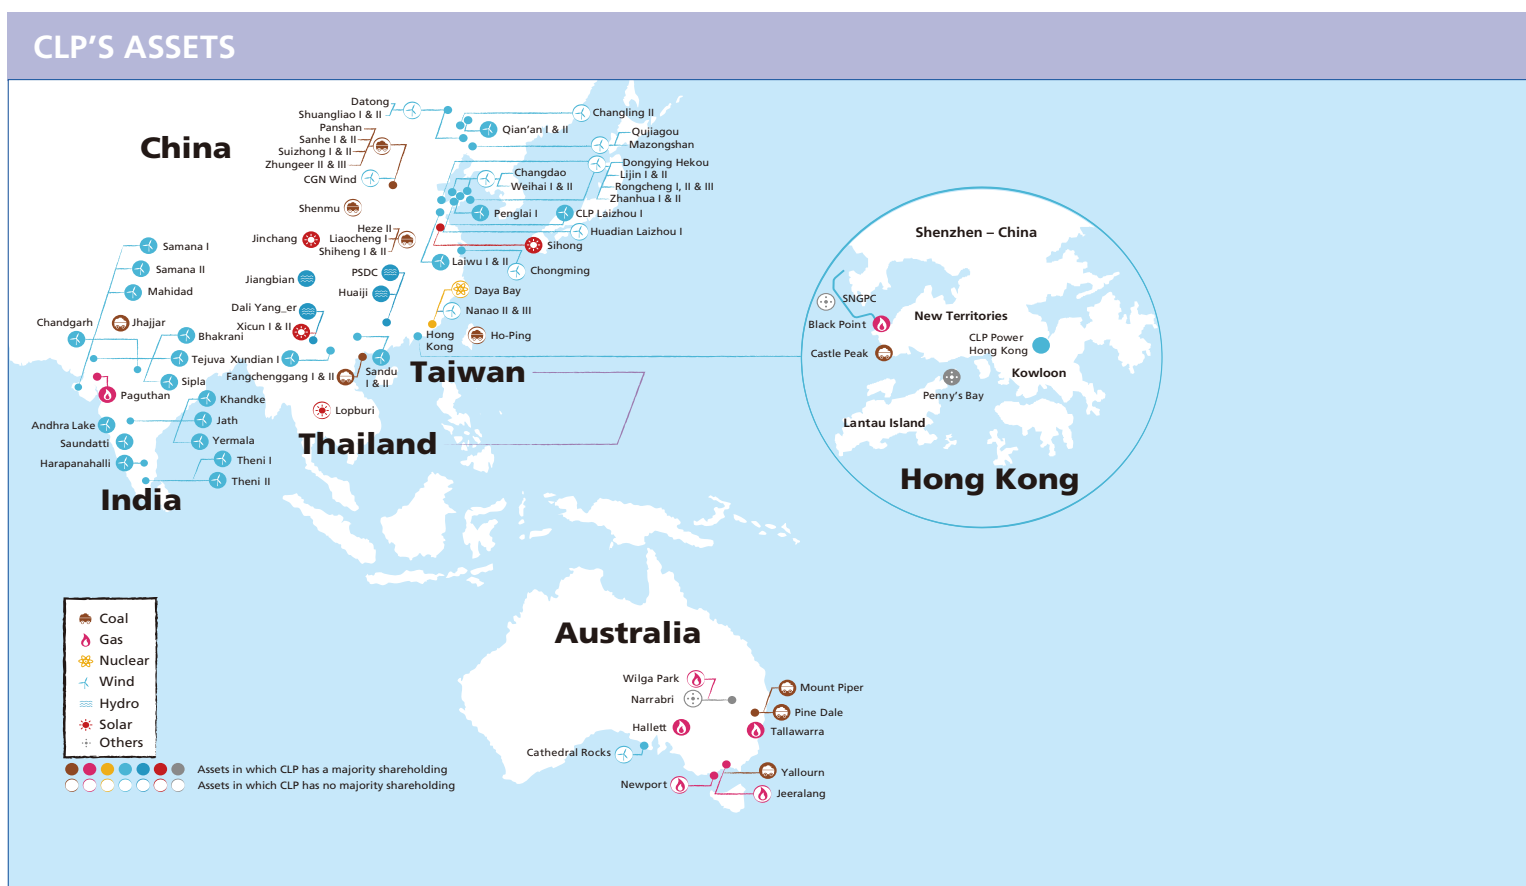 CLP'S ASSETS
China
Datong
Shuangliao I & II
Panshan
Sanhe I & II
Suizhong I & II
Zhungeer II & III
CGN Wind
Shenmu
Jinchang
Heze II
Liaocheng I
Shiheng I & II
Jiangbian
PSDC
Huaiji
Dali Yang_er
Xicun I & II
Xundian I
Fangchenggang I & II
Changling II
Qian'an I & II
Qujiagou
Mazongshan
Dongying Hekou
Lijin I & II
Rongcheng I, II & III
Zhanhua I & II
Changdao
Weihai I & II
Penglai I
CLP Laizhou I
Huadian Laizhou I
Sihong
Laiwu I & II
Chongming
Daya Bay
Nanao II & III
Hong
Kong
Ho-Ping
Sandu
I & II
Taiwan
Lopburi
Thailand
Samana I
Samana II
Mahidad
Chandgarh
Jhajjar
Bhakrani
Tejuva
Sipla
Paguthan
Khandke
Andhra Lake
Jath
Saundatti
Yermala
Harapanahalli
Theni I
Theni II
India
Shenzhen – China
SNGPC
Black Point
New Territories
CLP Power
Hong Kong
Castle Peak
Kowloon
Penny's Bay
Lantau Island
Hong Kong
Australia
Wilga Park
Narrabri
Mount Piper
Pine Dale
Hallett
Tallawarra
Cathedral Rocks
Yallourn
Newport
Jeeralang
Coal
Gas
Nuclear
Wind
Hydro
Solar
Others
Assets in which CLP has a majority shareholding
Assets in which CLP has no majority shareholding